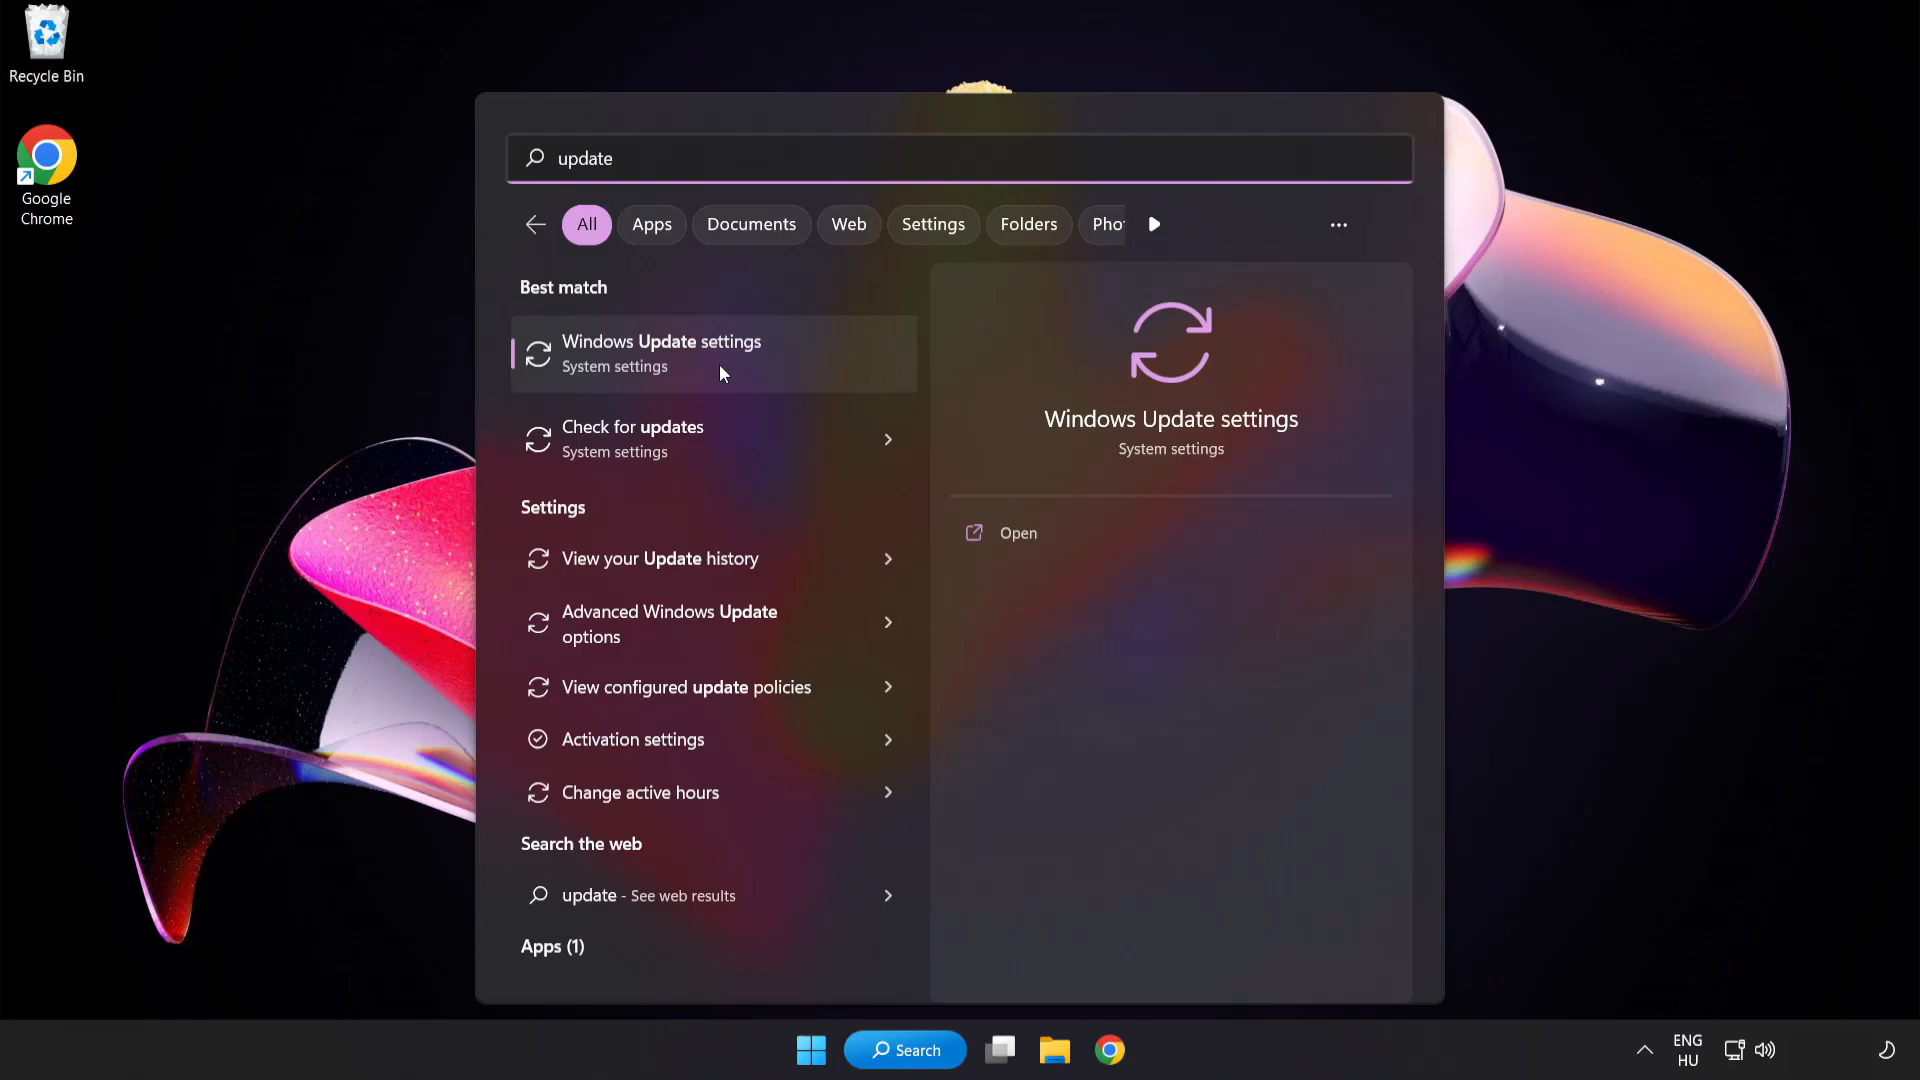 Recycle Bin
Google
Chrome
update
All
Apps
Documents
Web
Settings
Folders
Best match
Windows Update settings
System settings
Check for updates
System settings
Settings
View your Update history
Advanced Windows Update
options
View configured update policies
Activation settings
Change active hours
Search the web
update - See web results
Apps (1)
Windows Update settings
System settings
Open
Search
ENG
HU